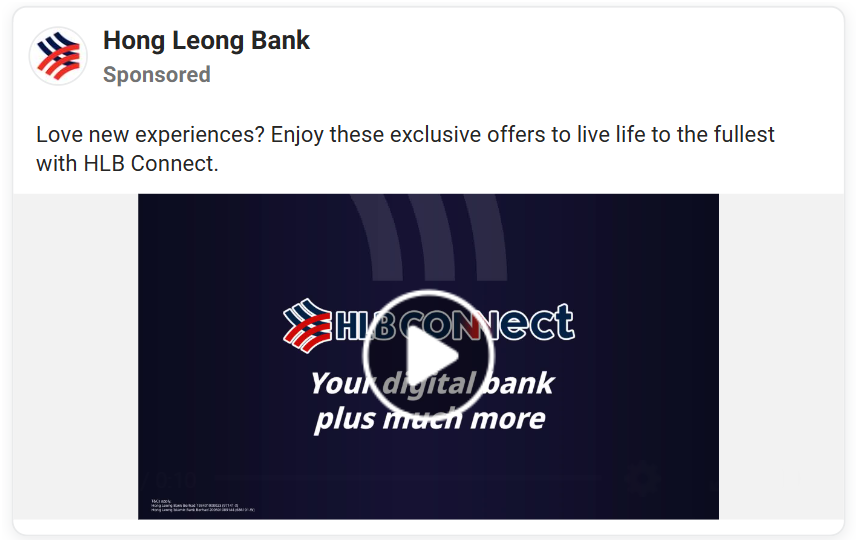 Hong Leong Bank
Sponsored
Love new experiences? Enjoy these exclusive offers to live life to the fullest
with HLB Connect.
HLB CONNect
Your digital bank
plus much more